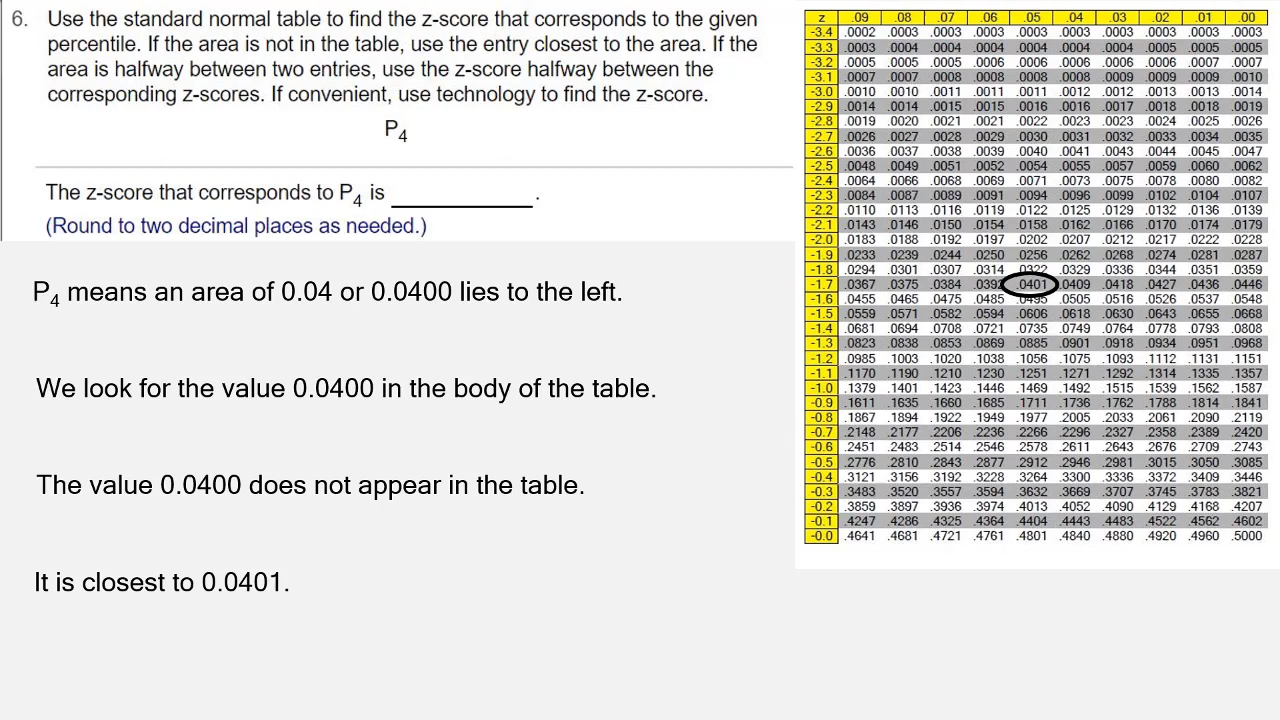 6. Use the standard normal table to find the z-score that corresponds to the given
percentile. If the area is not in the table, use the entry closest to the area. If the
area is halfway between two entries, use the z-score halfway between the
corresponding z-scores. If convenient, use technology to find the z-score.
P4
The z-score that corresponds to P4 is __________ .
(Round to two decimal places as needed.)
P4 means an area of 0.04 or 0.0400 lies to the left.
We look for the value 0.0400 in the body of the table.
The value 0.0400 does not appear in the table.
It is closest to 0.0401.
z .09 .08 .07 .06 .05 .04 .03 .02 .01 .00
-3.4 .0002 .0003 .0003 .0003 .0003 .0003 .0003 .0003 .0003 .0003
-3.3 .0003 .0004 .0004 .0004 .0004 .0004 .0004 .0005 .0005 .0005
-3.2 .0005 .0005 .0005 .0006 .0006 .0006 .0006 .0006 .0007 .0007
-3.1 .0007 .0007 .0008 .0008 .0008 .0008 .0009 .0009 .0009 .0010
-3.0 .0010 .0010 .0011 .0011 .0011 .0012 .0012 .0013 .0013 .0014
-2.9 .0014 .0014 .0015 .0015 .0016 .0016 .0017 .0018 .0018 .0019
-2.8 .0019 .0020 .0021 .0021 .0022 .0023 .0023 .0024 .0025 .0026
-2.7 .0026 .0027 .0028 .0029 .0030 .0031 .0032 .0033 .0034 .0035
-2.6 .0036 .0037 .0038 .0039 .0040 .0041 .0043 .0044 .0045 .0047
-2.5 .0048 .0049 .0051 .0052 .0054 .0055 .0057 .0059 .0060 .0062
-2.4 .0064 .0066 .0068 .0069 .0071 .0073 .0075 .0078 .0080 .0082
-2.3 .0084 .0087 .0089 .0091 .0094 .0096 .0099 .0102 .0104 .0107
-2.2 .0110 .0113 .0116 .0119 .0122 .0125 .0129 .0132 .0136 .0139
-2.1 .0143 .0146 .0150 .0154 .0158 .0162 .0166 .0170 .0174 .0179
-2.0 .0183 .0188 .0192 .0197 .0202 .0207 .0212 .0217 .0222 .0228
-1.9 .0233 .0239 .0244 .0250 .0256 .0262 .0268 .0274 .0281 .0287
-1.8 .0294 .0301 .0307 .0314 .0322 .0329 .0336 .0344 .0351 .0359
-1.7 .0367 .0375 .0384 .0392 .0401 .0409 .0418 .0427 .0436 .0446
-1.6 .0455 .0465 .0475 .0485 .0495 .0505 .0516 .0526 .0537 .0548
-1.5 .0559 .0571 .0582 .0594 .0606 .0618 .0630 .0643 .0655 .0668
-1.4 .0681 .0694 .0708 .0721 .0735 .0749 .0764 .0778 .0793 .0808
-1.3 .0823 .0838 .0853 .0869 .0885 .0901 .0918 .0934 .0951 .0968
-1.2 .0985 .1003 .1020 .1038 .1056 .1075 .1093 .1112 .1131 .1151
-1.1 .1170 .1190 .1210 .1230 .1251 .1271 .1292 .1314 .1335 .1357
-1.0 .1379 .1401 .1423 .1446 .1469 .1492 .1515 .1539 .1562 .1587
-0.9 .1611 .1635 .1660 .1685 .1711 .1736 .1762 .1788 .1814 .1841
-0.8 .1867 .1894 .1922 .1949 .1977 .2005 .2033 .2061 .2090 .2119
-0.7 .2148 .2177 .2206 .2236 .2266 .2296 .2327 .2358 .2389 .2420
-0.6 .2451 .2483 .2514 .2546 .2578 .2611 .2643 .2676 .2709 .2743
-0.5 .2776 .2810 .2843 .2877 .2912 .2946 .2981 .3015 .3050 .3085
-0.4 .3121 .3156 .3192 .3228 .3264 .3300 .3336 .3372 .3409 .3446
-0.3 .3483 .3520 .3557 .3594 .3632 .3669 .3707 .3745 .3783 .3821
-0.2 .3859 .3897 .3936 .3974 .4013 .4052 .4090 .4129 .4168 .4207
-0.1 .4247 .4286 .4325 .4364 .4404 .4443 .4483 .4522 .4562 .4602
-0.0 .4641 .4681 .4721 .4761 .4801 .4840 .4880 .4920 .4960 .5000